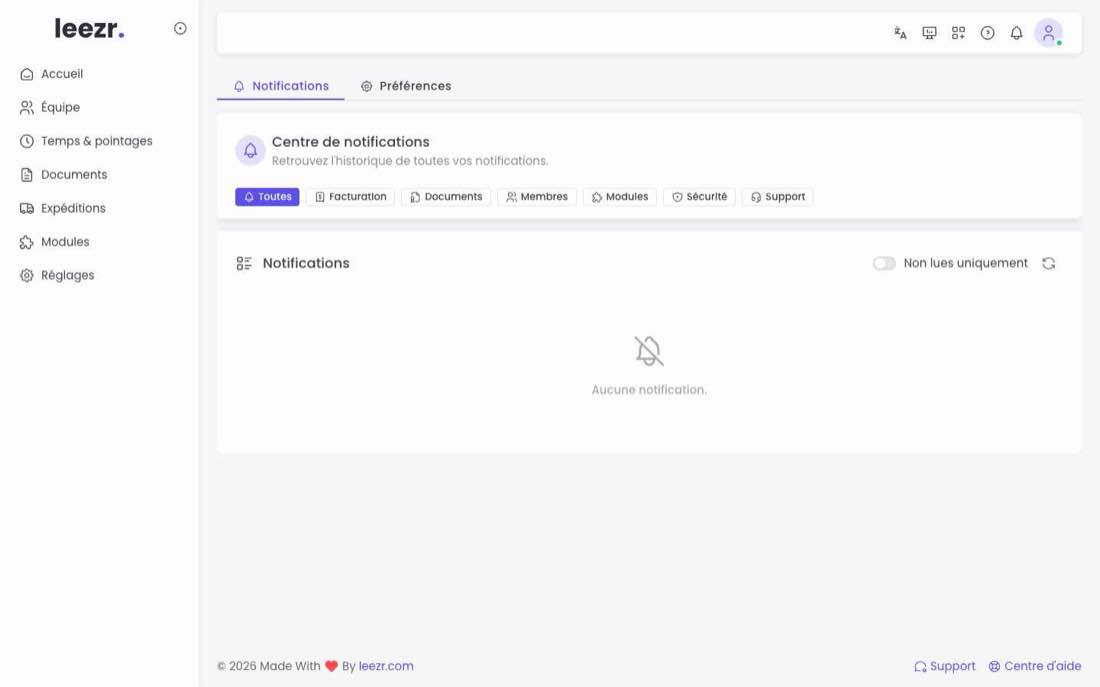 leezr.
Accueil
Équipe
Temps & pointages
Documents
Expéditions
Modules
Réglages
Notifications
Préférences
Centre de notifications
Retrouvez l'historique de toutes vos notifications.
Toutes Facturation Documents Membres Modules Sécurité Support
Notifications
Non lues uniquement
Aucune notification.
© 2026 Made With ❤️ By leezr.com
Support Centre d'aide